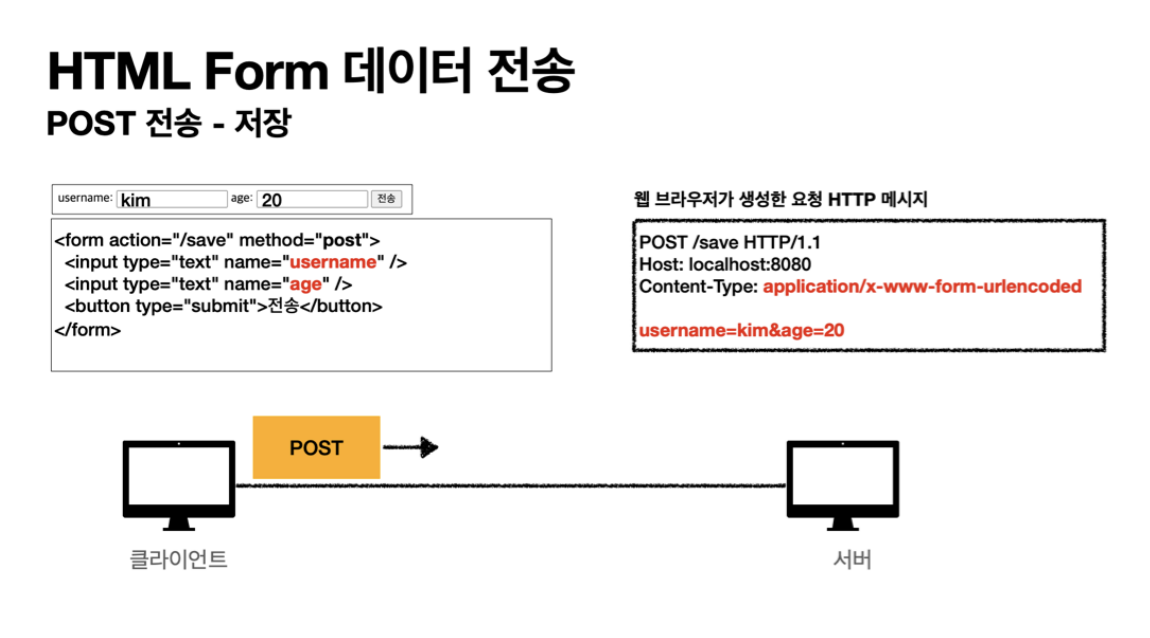 HTML Form 데이터 전송
POST 전송 - 저장
username: kim age: 20 전송
<form action="/save" method="post">
<input type="text" name="username" />
<input type="text" name="age" />
<button type="submit">전송</button>
</form>
웹 브라우저가 생성한 요청 HTTP 메시지
POST /save HTTP/1.1
Host: localhost:8080
Content-Type: application/x-www-form-urlencoded
username=kim&age=20
POST
클라이언트
서버